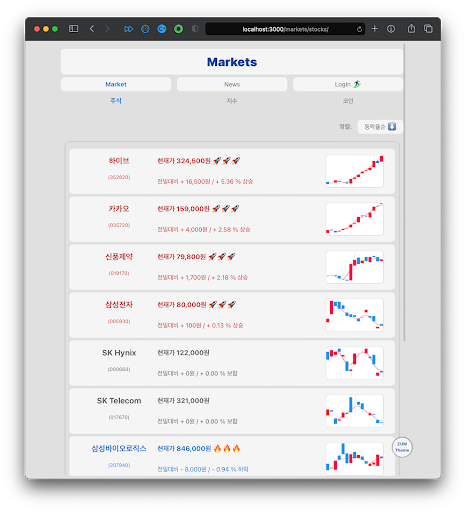 localhost:3000/markets/stocks/
Markets
Market
News
Login
주식
지수
코인
정렬:
등락율순
하이브
현재가 324,500원
(352820)
전일대비 + 16,500원 / + 5.36 % 상승
카카오
현재가 159,000원
(035720)
전일대비 + 4,000원 / + 2.58 % 상승
신풍제약
현재가 79,800원
(019170)
전일대비 + 1,700원 / + 2.18 % 상승
삼성전자
현재가 80,000원
(005930)
전일대비 + 100원 / + 0.13 % 상승
SK Hynix
현재가 122,000원
(000660)
전일대비 + 0원 / + 0.00 % 보합
SK Telecom
현재가 321,000원
(017670)
전일대비 + 0원 / + 0.00 % 보합
삼성바이오로직스
현재가 846,000원
(207940)
전일대비 - 8,000원 / - 0.94 % 하락
ZUM
Theme